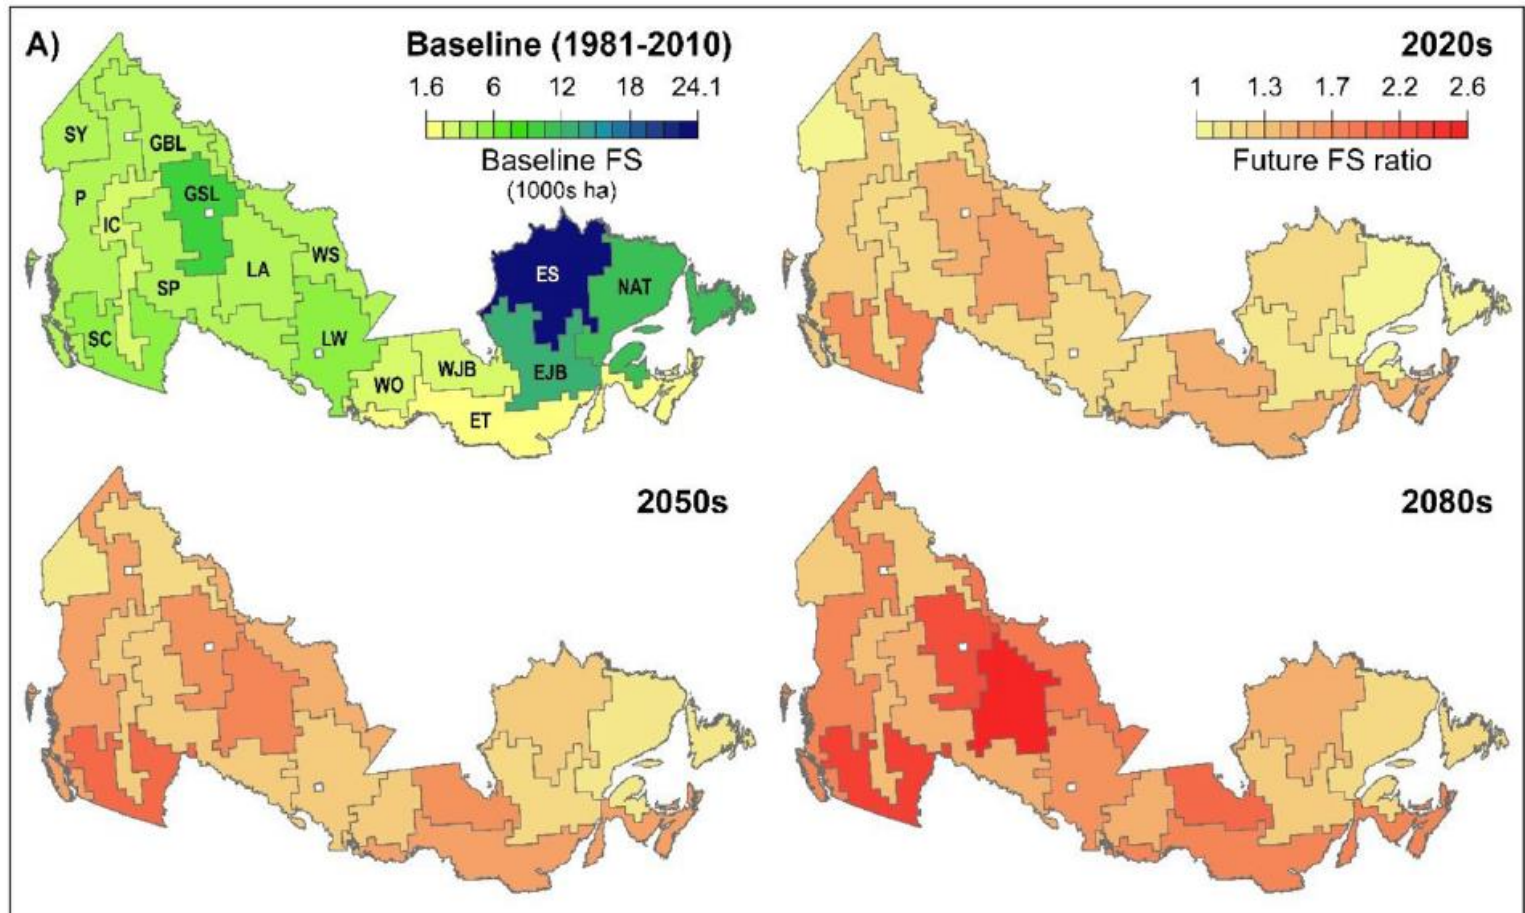 A)
Baseline (1981-2010)
1.6 6 12 18 24.1
Baseline FS
(1000s ha)
2020s
1 1.3 1.7 2.2 2.6
Future FS ratio
SY
GBL
P
IC
GSL
WS
LA
SP
ES
NAT
SC
LW
WO
WJB
EJB
ET
2050s
2080s